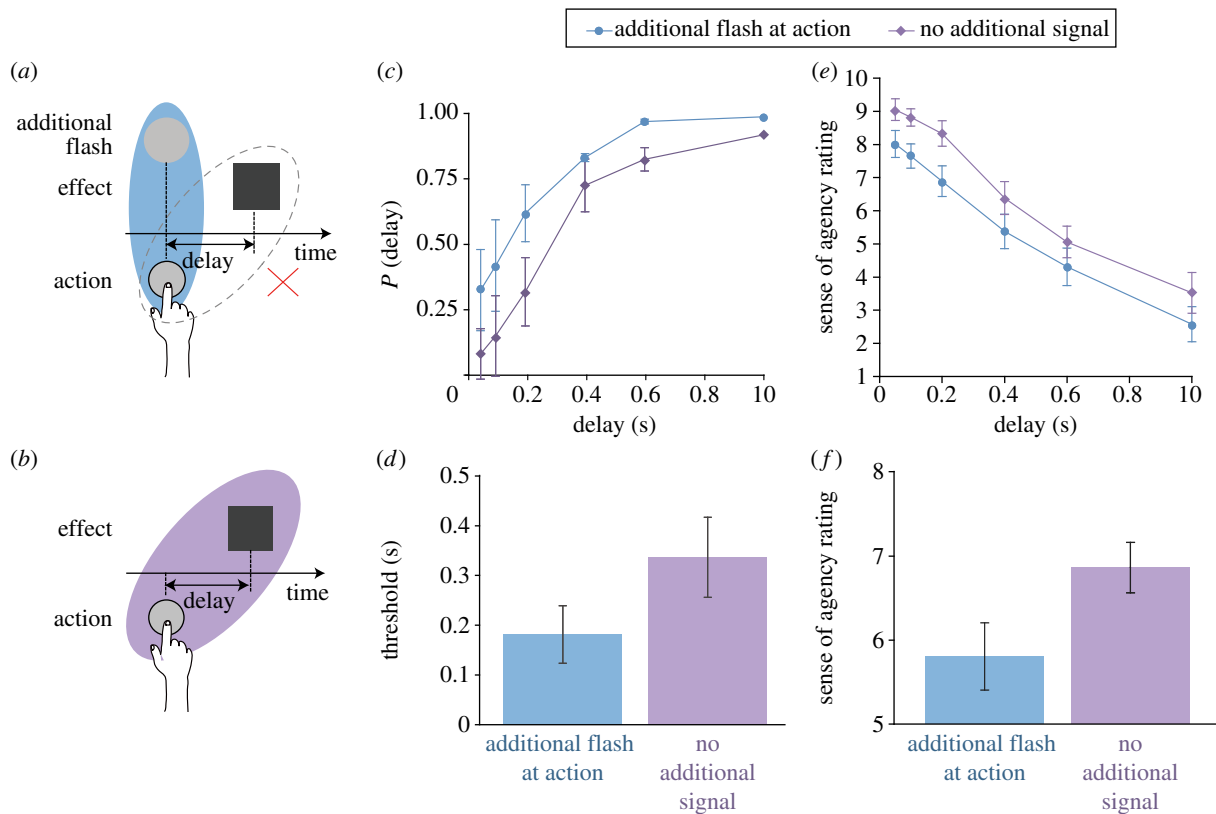 additional flash at action
no additional signal
(a)
additional
flash
effect
time
delay
action
(b)
effect
time
delay
action
(c)
1.00
0.75
0.50
0.25
P (delay)
0
0.2
0.4
0.6
0.8
10
delay (s)
(d)
0.5
0.4
0.3
0.2
0.1
0
threshold (s)
additional flash
at action
no
additional
signal
(e)
10
9
8
7
6
5
4
3
2
1
sense of agency rating
0
0.2
0.4
0.6
0.8
10
delay (s)
(f)
8
7
6
5
sense of agency rating
additional flash
at action
no
additional
signal